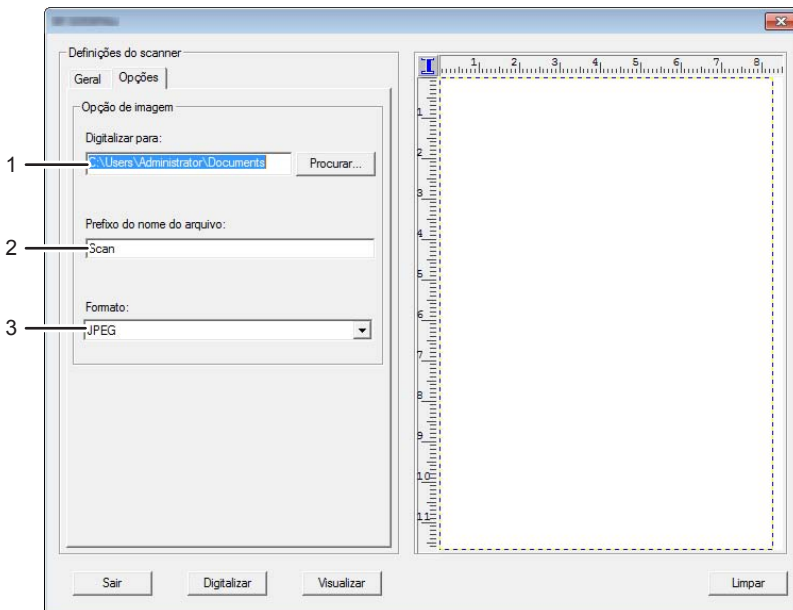 Definições do scanner
Geral Opções
Opção de imagem
Digitalizar para:
1 C:\Users\Administrator\Documents Procurar...
Prefixo do nome do arquivo:
2 Scan
Formato:
3 JPEG
1 2 3 4 5 6 7 8
1
2
3
4
5
6
7
8
9
10
11
Sair Digitalizar Visualizar Limpar